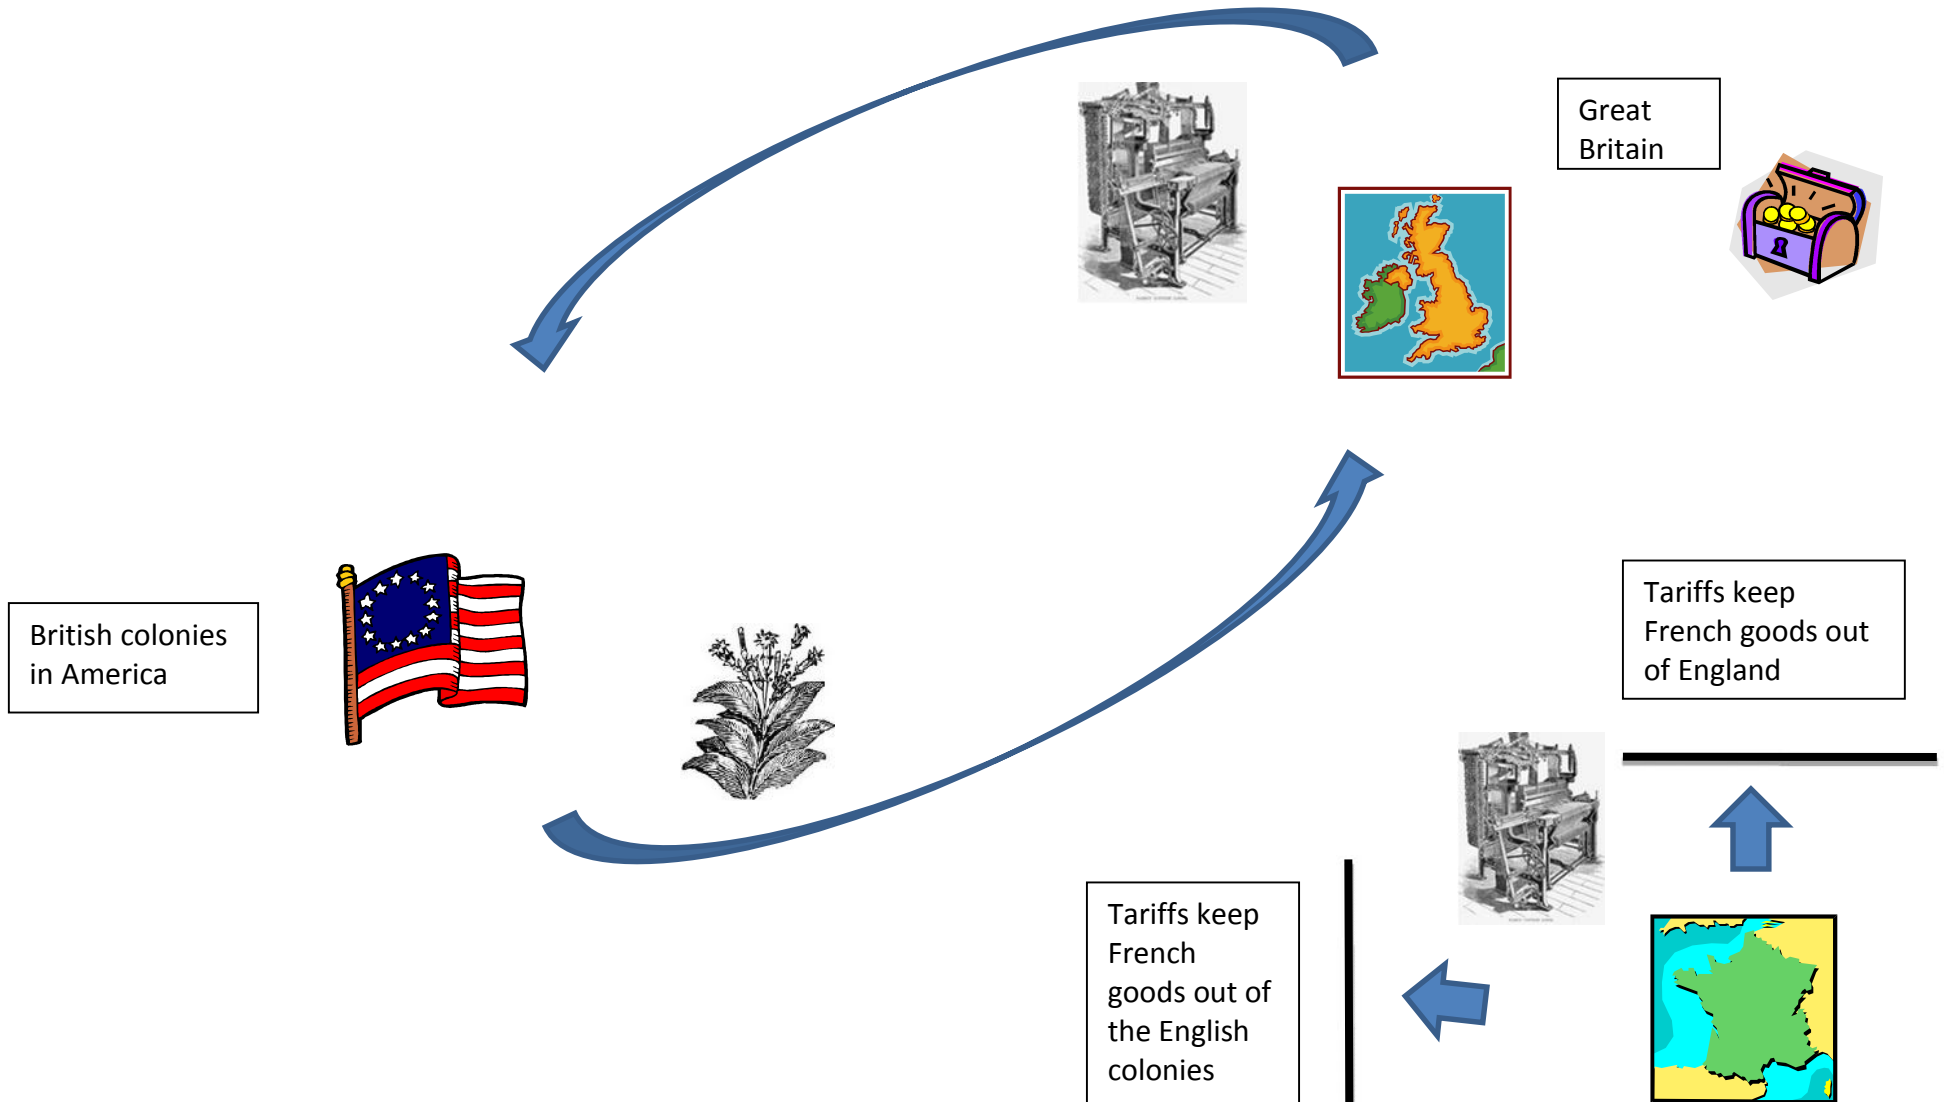 Great
Britain
British colonies
in America
Tariffs keep
French goods out
of England
Tariffs keep
French
goods out of
the English
colonies